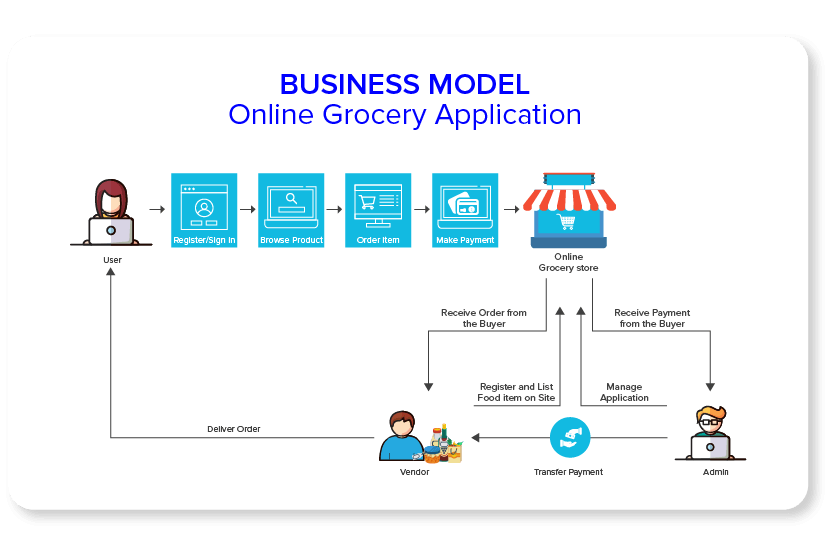 BUSINESS MODEL
Online Grocery Application
Register/Sign In
Browse Product
Order Item
Make Payment
User
Online
Grocery store
Receive Order from
the Buyer
Receive Payment
from the Buyer
Register and List
Food item on Site
Manage
Application
Deliver Order
Vendor
Transfer Payment
Admin